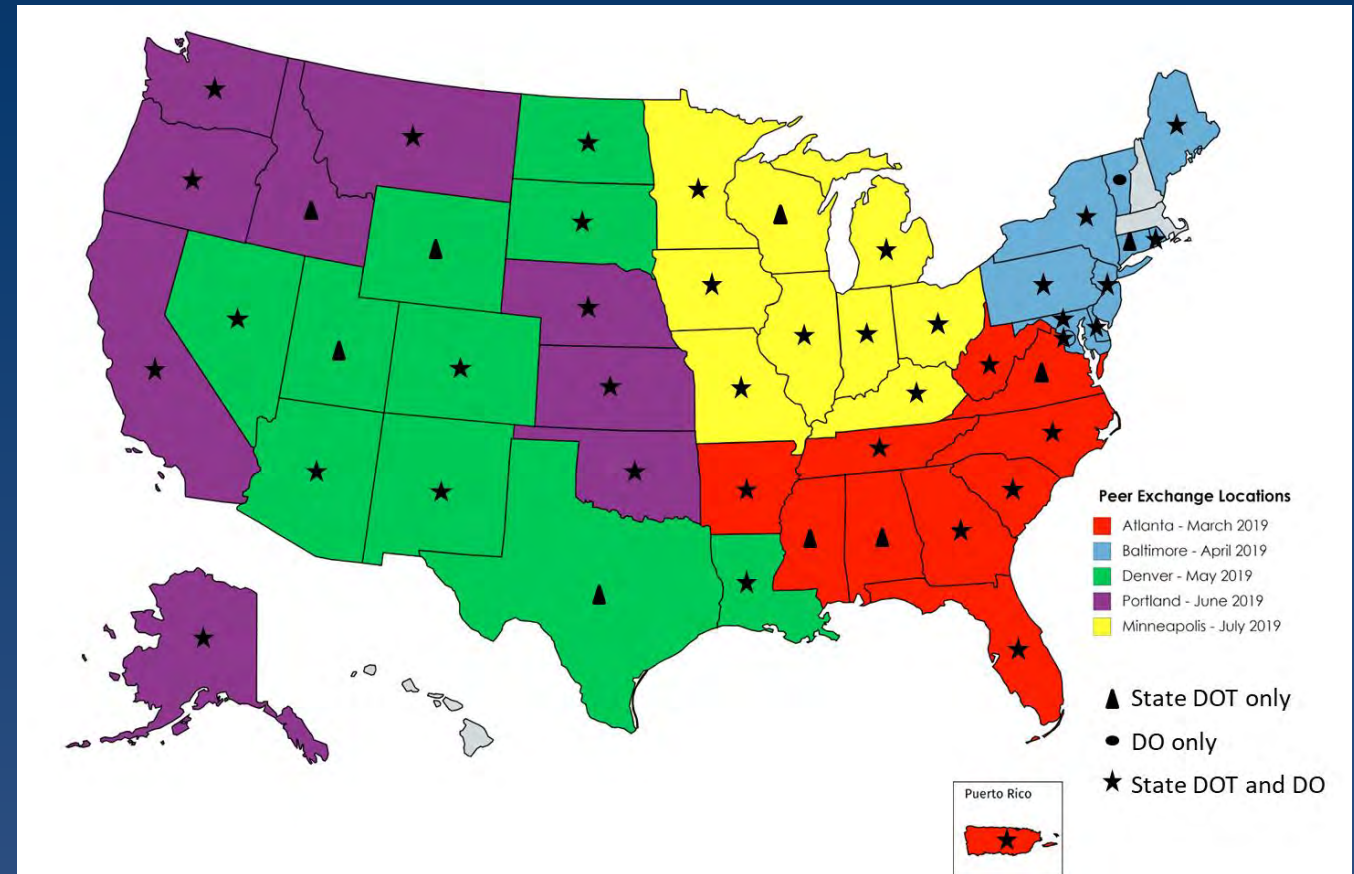 Peer Exchange Locations
Atlanta - March 2019
Baltimore - April 2019
Denver - May 2019
Portland - June 2019
Minneapolis - July 2019
State DOT only
DO only
State DOT and DO
Puerto Rico